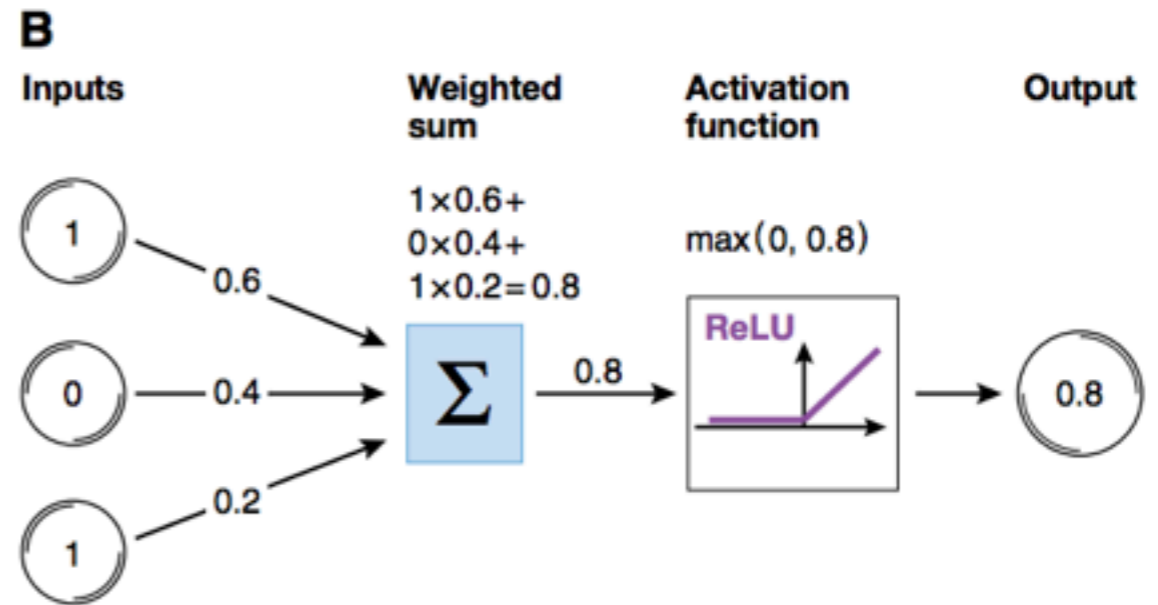 B
Inputs
Weighted
sum
Activation
function
Output
1×0.6+
0×0.4+
1×0.2=0.8
max(0, 0.8)
1
0.6
ReLU
0
0.4
Σ
0.8
0.8
0.2
1